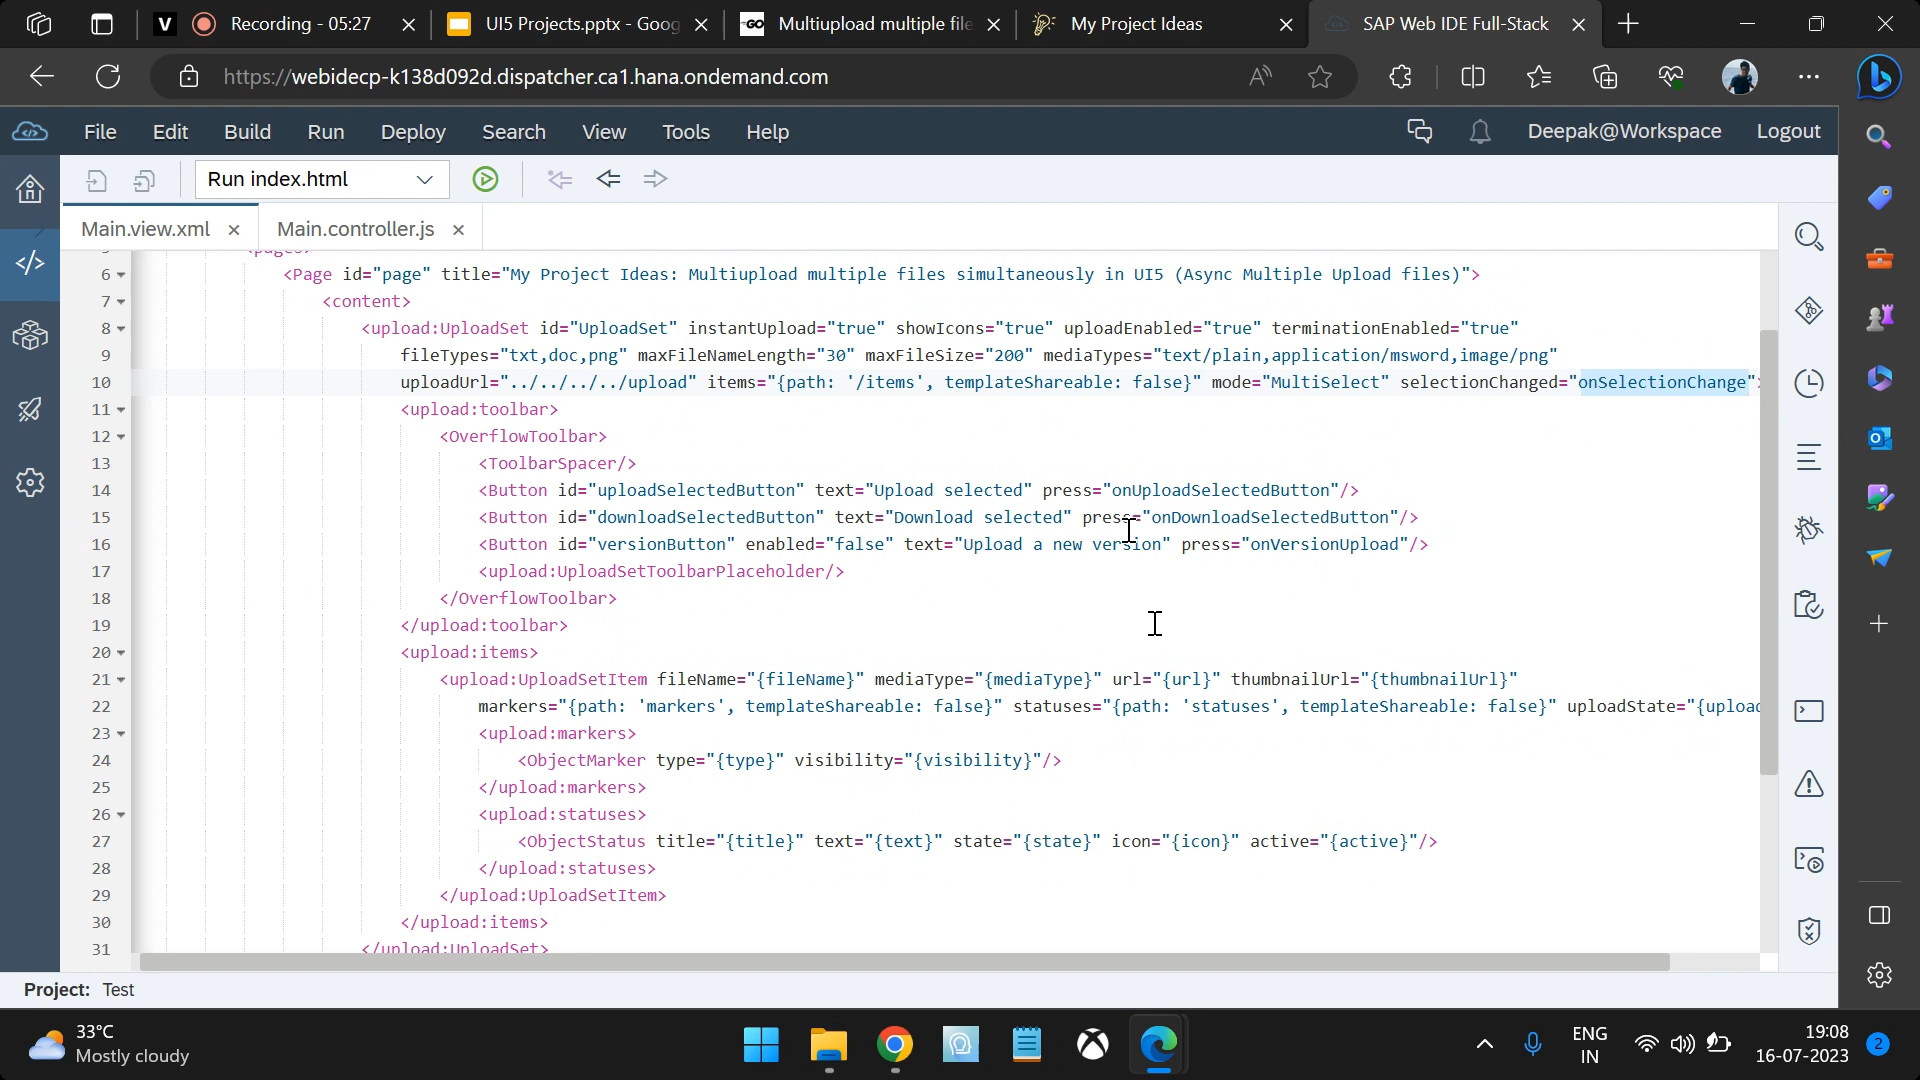 V Recording - 05:27
UI5 Projects.pptx - Goog
GO Multiupload multiple file
My Project Ideas
SAP Web IDE Full-Stack
https://webidecp-k138d092d.dispatcher.ca1.hana.ondemand.com
File Edit Build Run Deploy Search View Tools Help
Deepak@Workspace Logout
Run index.html
Main.view.xml
Main.controller.js
6 <Page id="page" title="My Project Ideas: Multiupload multiple files simultaneously in UI5 (Async Multiple Upload files)">
7 <content>
8 <upload:UploadSet id="UploadSet" instantUpload="true" showIcons="true" uploadEnabled="true" terminationEnabled="true"
9 fileTypes="txt,doc,png" maxFileNameLength="30" maxFileSize="200" mediaTypes="text/plain,application/msword,image/png"
10 uploadUrl="../../../../upload" items="{path: '/items', templateShareable: false}" mode="MultiSelect" selectionChanged="onSelectionChange">
11 <upload:toolbar>
12 <OverflowToolbar>
13 <ToolbarSpacer/>
14 <Button id="uploadSelectedButton" text="Upload selected" press="onUploadSelectedButton"/>
15 <Button id="downloadSelectedButton" text="Download selected" press="onDownloadSelectedButton"/>
16 <Button id="versionButton" enabled="false" text="Upload a new version" press="onVersionUpload"/>
17 <upload:UploadSetToolbarPlaceholder/>
18 </OverflowToolbar>
19 </upload:toolbar>
20 <upload:items>
21 <upload:UploadSetItem fileName="{fileName}" mediaType="{mediaType}" url="{url}" thumbnailUrl="{thumbnailUrl}"
22 markers="{path: 'markers', templateShareable: false}" statuses="{path: 'statuses', templateShareable: false}" uploadState="{uploa
23 <upload:markers>
24 <ObjectMarker type="{type}" visibility="{visibility}"/>
25 </upload:markers>
26 <upload:statuses>
27 <ObjectStatus title="{title}" text="{text}" state="{state}" icon="{icon}" active="{active}"/>
28 </upload:statuses>
29 </upload:UploadSetItem>
30 </upload:items>
31 </upload:UploadSet>
Project: Test
33°C
Mostly cloudy
ENG
IN
19:08
16-07-2023
2